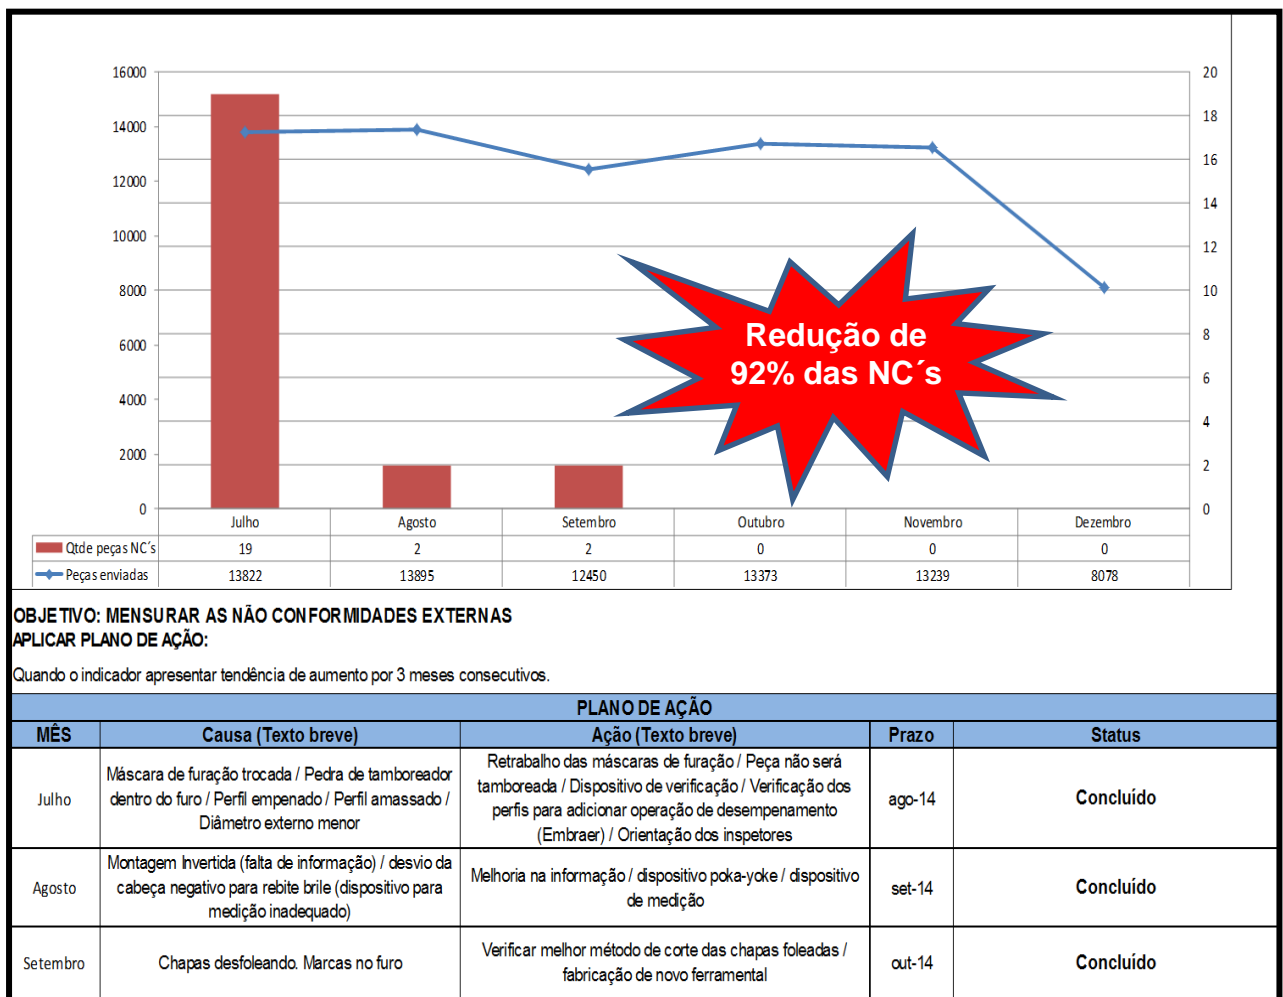 16000
14000
12000
10000
8000
6000
4000
2000
0
20
18
16
14
12
10
8
6
4
2
0
Redução de
92% das NC´s
Julho Agosto Setembro Outubro Novembro Dezembro
Qtde peças NC´s 19 2 2 0 0 0
Peças enviadas 13822 13895 12450 13373 13239 8078
OBJETIVO: MENSURAR AS NÃO CONFORMIDADES EXTERNAS
APLICAR PLANO DE AÇÃO:
Quando o indicador apresentar tendência de aumento por 3 meses consecutivos.
PLANO DE AÇÃO
MÊS Causa (Texto breve) Ação (Texto breve) Prazo Status
Julho
Máscara de furação trocada / Pedra de tamboreador
dentro do furo / Perfil empenado / Perfil amassado /
Diâmetro externo menor
Retrabalho das máscaras de furação / Peça não será
tamboreada / Dispositivo de verificação / Verificação dos
perfis para adicionar operação de desempenamento
(Embraer) / Orientação dos inspetores
ago-14
Concluído
Agosto
Montagem Invertida (falta de informação) / desvio da
cabeça negativo para rebite brile (dispositivo para
medição inadequado)
Melhoria na informação / dispositivo poka-yoke / dispositivo
de medição
set-14
Concluído
Setembro
Chapas desfoleando. Marcas no furo
Verificar melhor método de corte das chapas foleadas /
fabricação de novo ferramental
out-14
Concluído